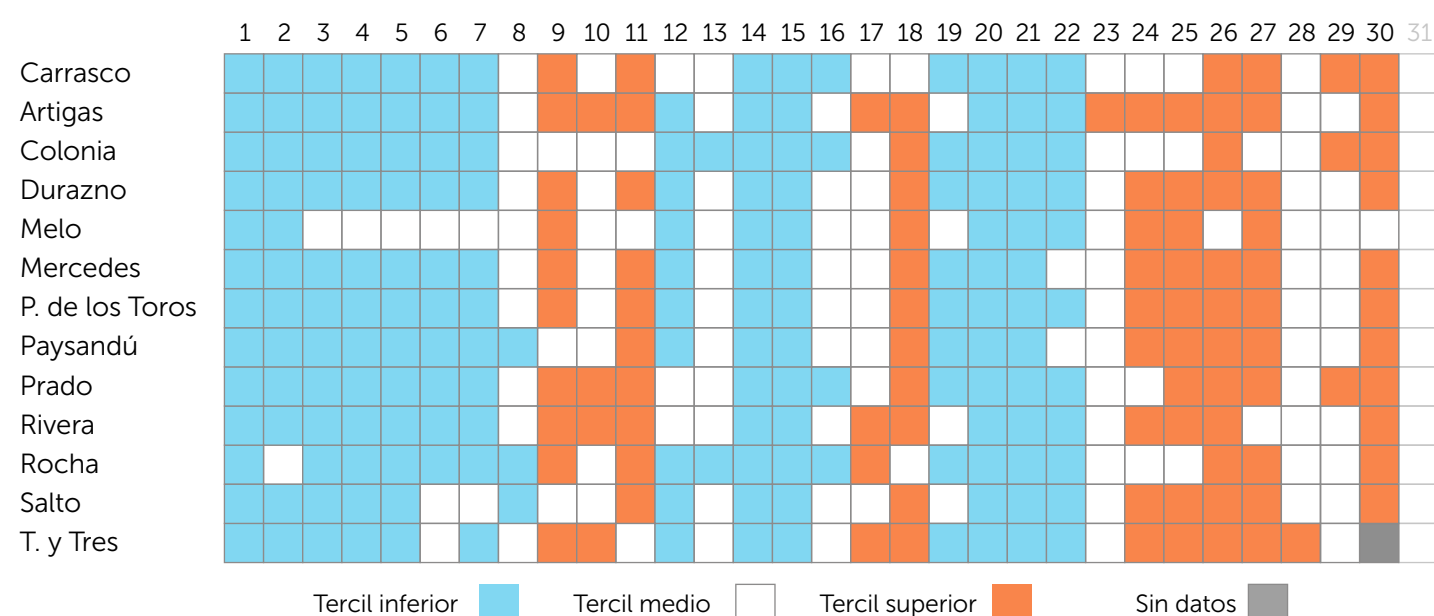 1 2 3 4 5 6 7 8 9 10 11 12 13 14 15 16 17 18 19 20 21 22 23 24 25 26 27 28 29 30 31
Carrasco
Artigas
Colonia
Durazno
Melo
Mercedes
P. de los Toros
Paysandú
Prado
Rivera
Rocha
Salto
T. y Tres
Tercil inferior Tercil medio Tercil superior Sin datos